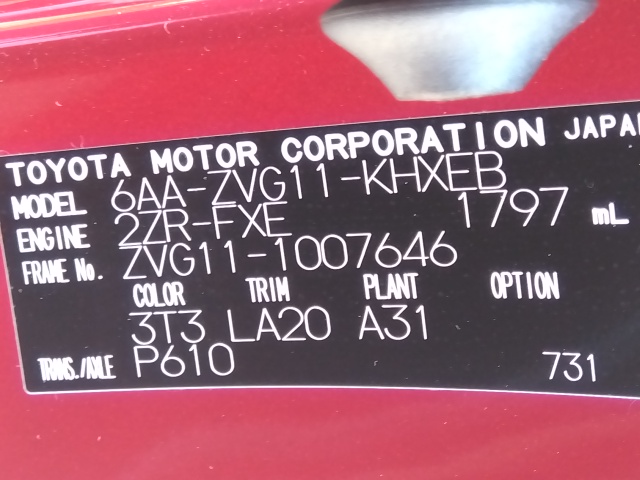 TOYOTA MOTOR CORPORATION JAPAN
MODEL 6AA-ZVG11-KHXEB
ENGINE 2ZR-FXE 1797 mL
FRAME No. ZVG11-1007646
COLOR TRIM PLANT OPTION
3T3 LA20 A31
TRANS./AXLE P610 731